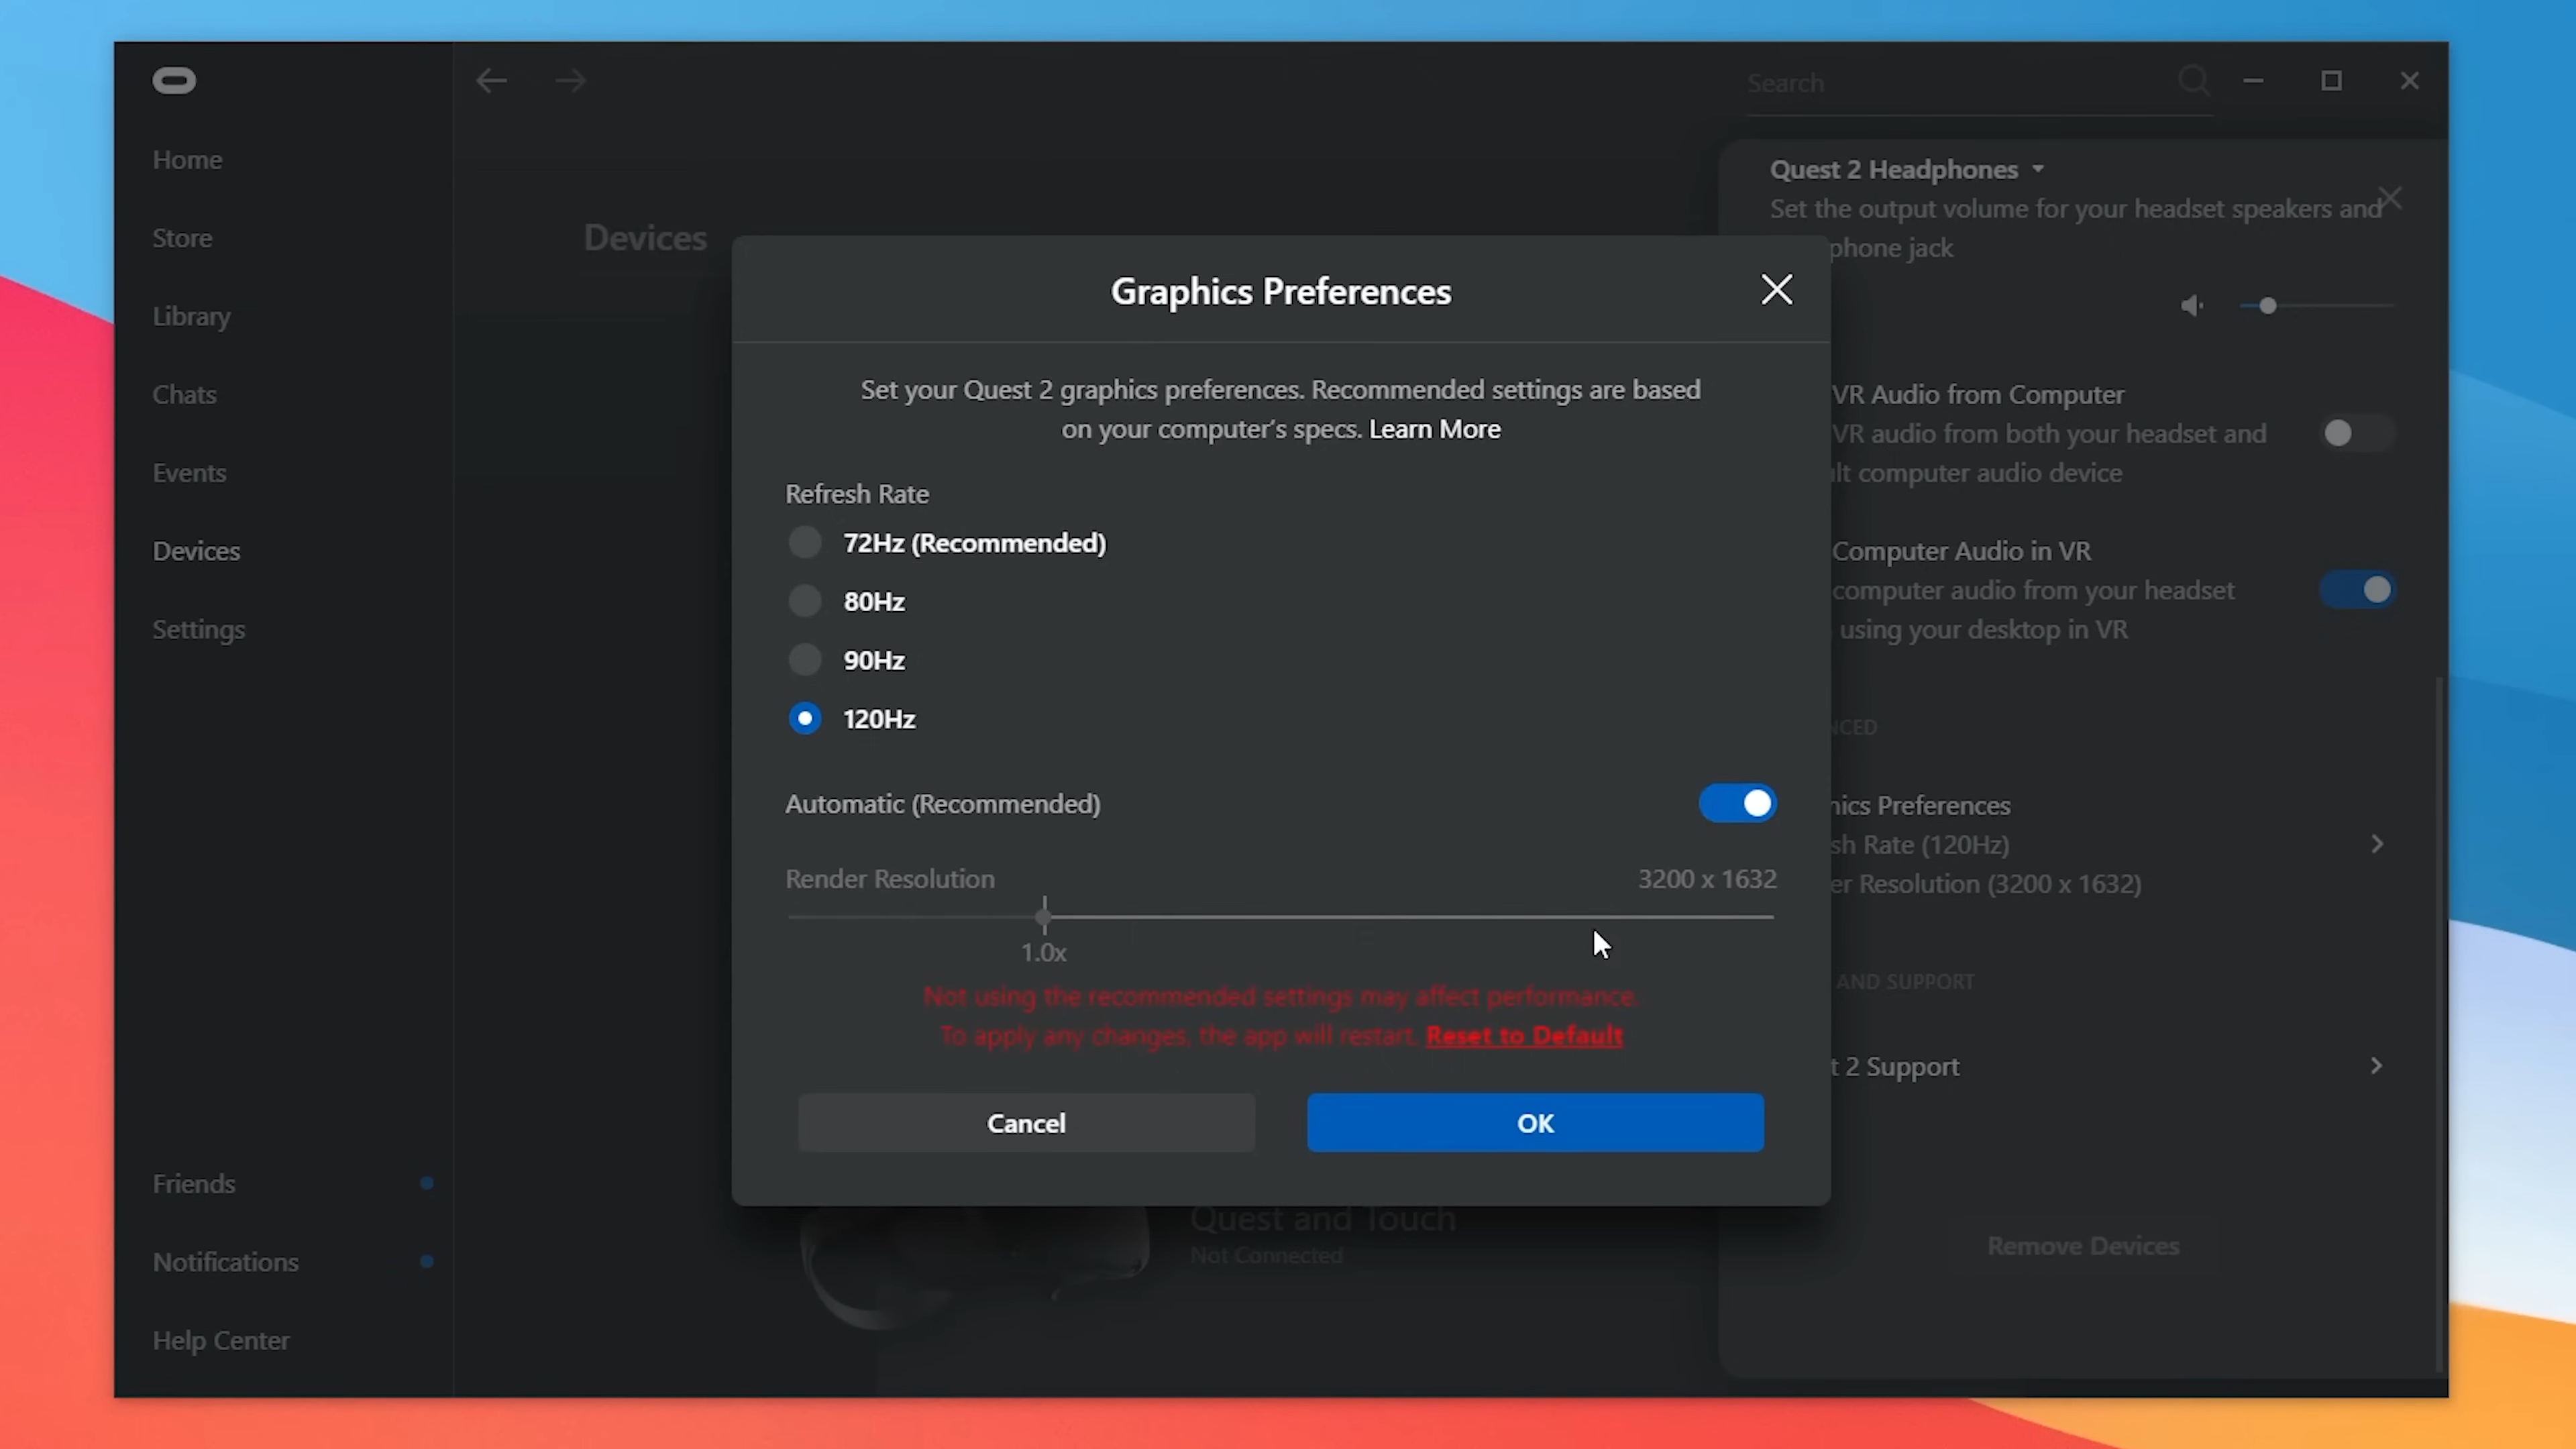 Search
Home
Store
Library
Chats
Events
Devices
Settings
Friends
Notifications
Help Center
Devices
Graphics Preferences
Set your Quest 2 graphics preferences. Recommended settings are based
on your computer's specs. Learn More
Refresh Rate
72Hz (Recommended)
80Hz
90Hz
120Hz
Automatic (Recommended)
Render Resolution 3200 x 1632
1.0x
Not using the recommended settings may affect performance.
To apply any changes, the app will restart. Reset to Default
Cancel OK
Quest and Touch
Not Connected
Quest 2 Headphones
Set the output volume for your headset speakers and
phone jack
VR Audio from Computer
VR audio from both your headset and
lt computer audio device
Computer Audio in VR
computer audio from your headset
using your desktop in VR
NCED
hics Preferences
sh Rate (120Hz)
er Resolution (3200 x 1632)
AND SUPPORT
t 2 Support
Remove Devices